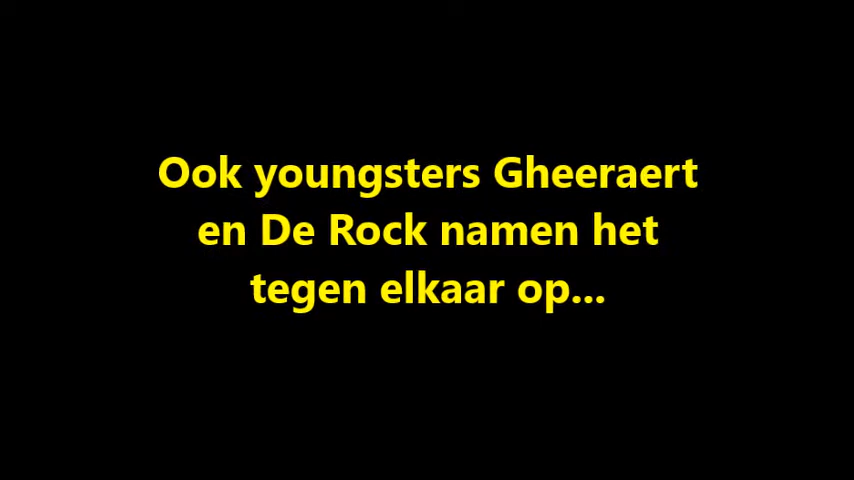 Ook youngsters Gheeraert
en De Rock namen het
tegen elkaar op...